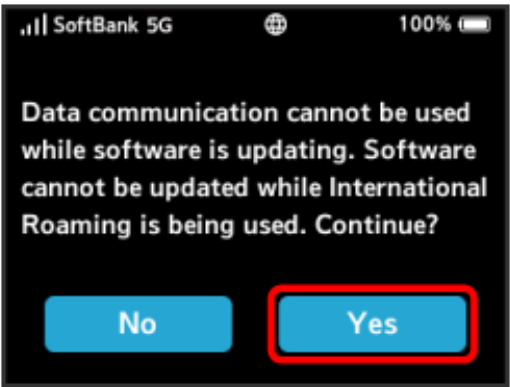 SoftBank 5G 100%
Data communication cannot be used
while software is updating. Software
cannot be updated while International
Roaming is being used. Continue?
No Yes